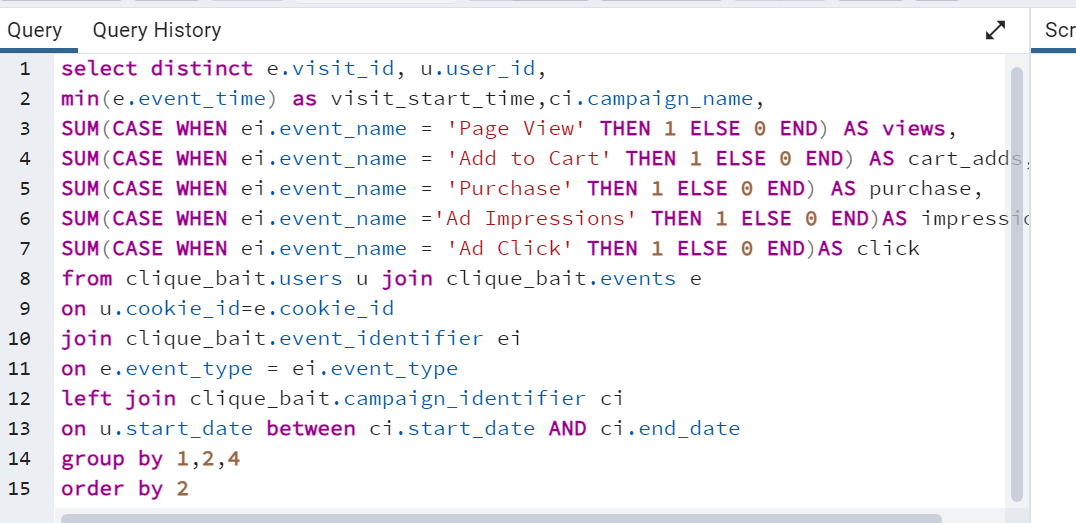 Query Query History Scr
1 select distinct e.visit_id, u.user_id,
2 min(e.event_time) as visit_start_time,ci.campaign_name,
3 SUM(CASE WHEN ei.event_name = 'Page View' THEN 1 ELSE 0 END) AS views,
4 SUM(CASE WHEN ei.event_name = 'Add to Cart' THEN 1 ELSE 0 END) AS cart_adds,
5 SUM(CASE WHEN ei.event_name = 'Purchase' THEN 1 ELSE 0 END) AS purchase,
6 SUM(CASE WHEN ei.event_name ='Ad Impressions' THEN 1 ELSE 0 END)AS impressic
7 SUM(CASE WHEN ei.event_name = 'Ad Click' THEN 1 ELSE 0 END)AS click
8 from clique_bait.users u join clique_bait.events e
9 on u.cookie_id=e.cookie_id
10 join clique_bait.event_identifier ei
11 on e.event_type = ei.event_type
12 left join clique_bait.campaign_identifier ci
13 on u.start_date between ci.start_date AND ci.end_date
14 group by 1,2,4
15 order by 2